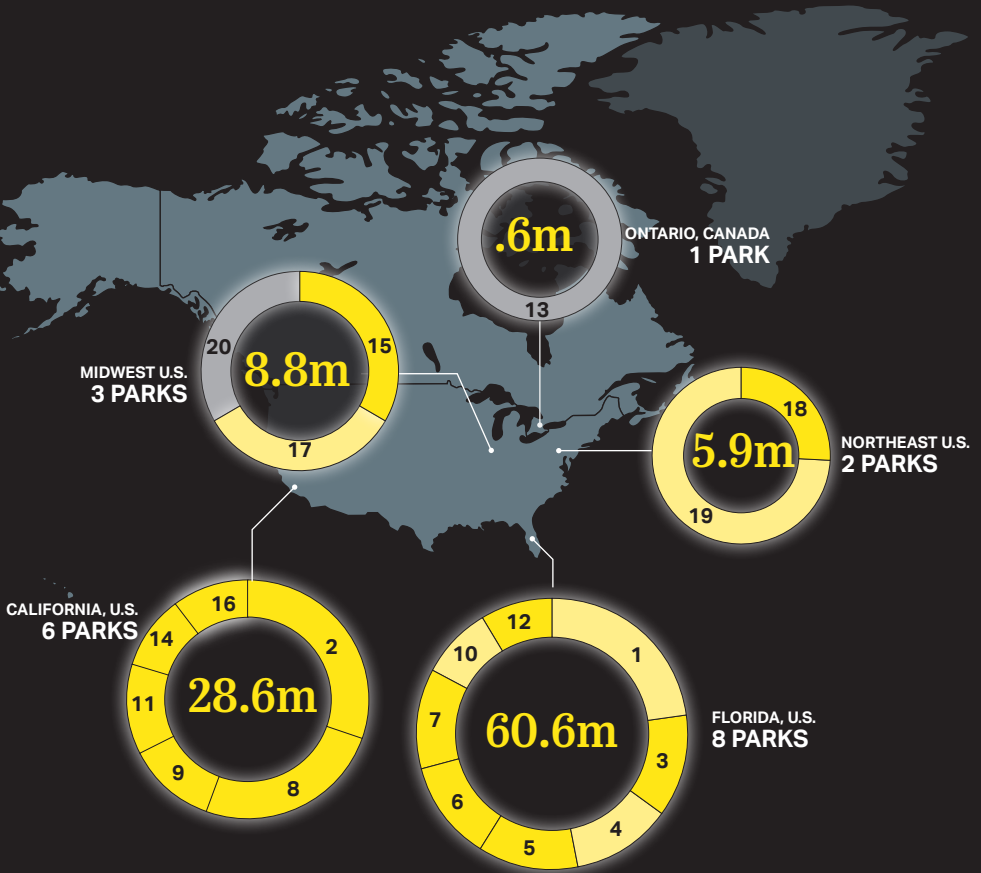 .6m
13
ONTARIO, CANADA
1 PARK
20
15
17
8.8m
MIDWEST U.S.
3 PARKS
18
19
5.9m
NORTHEAST U.S.
2 PARKS
CALIFORNIA, U.S.
6 PARKS
16
2
14
11
9
8
28.6m
12
1
10
7
3
6
4
5
60.6m
FLORIDA, U.S.
8 PARKS